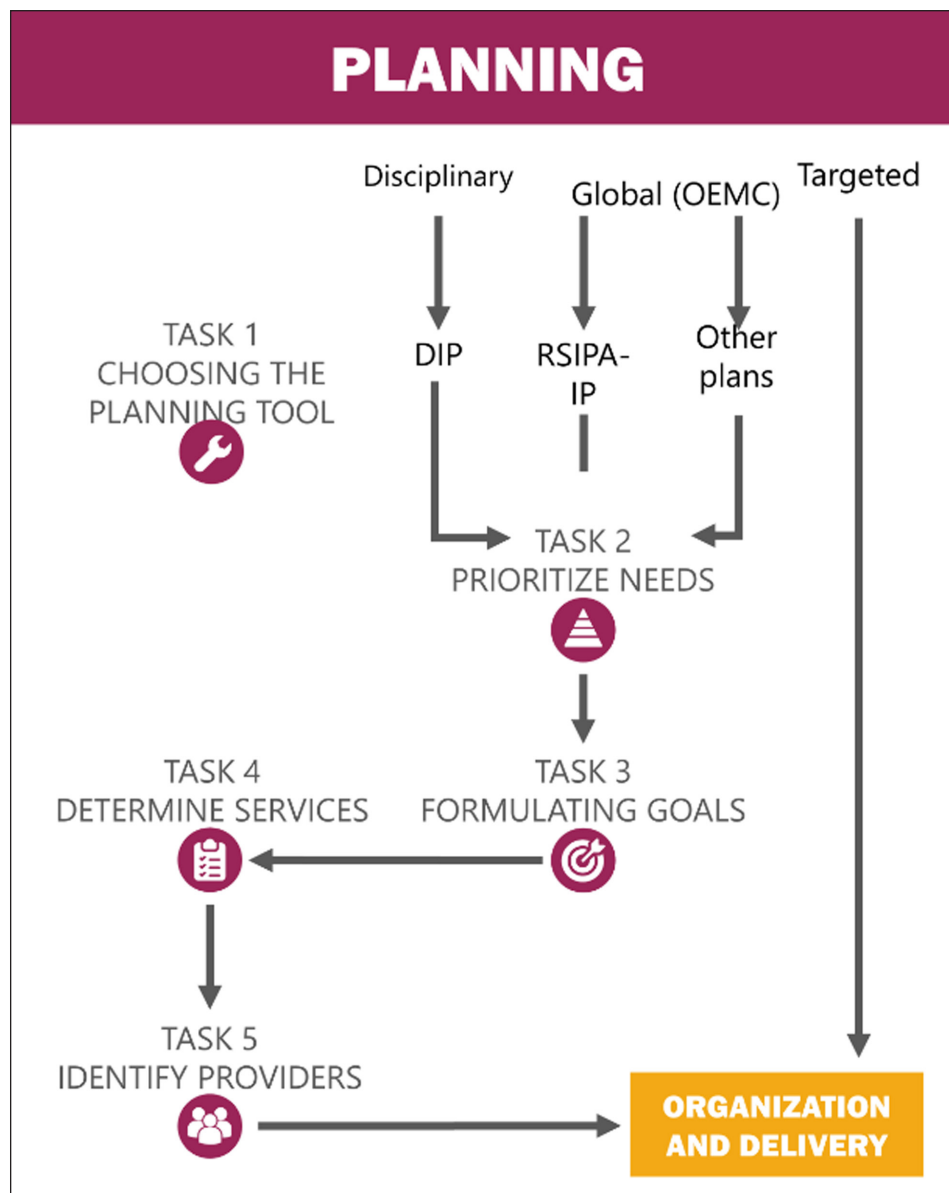 PLANNING
Disciplinary
Global (OEMC)
Targeted
TASK 1
CHOOSING THE
PLANNING TOOL
DIP
RSIPA-
IP
Other
plans
TASK 2
PRIORITIZE NEEDS
TASK 4
DETERMINE SERVICES
TASK 3
FORMULATING GOALS
TASK 5
IDENTIFY PROVIDERS
ORGANIZATION
AND DELIVERY